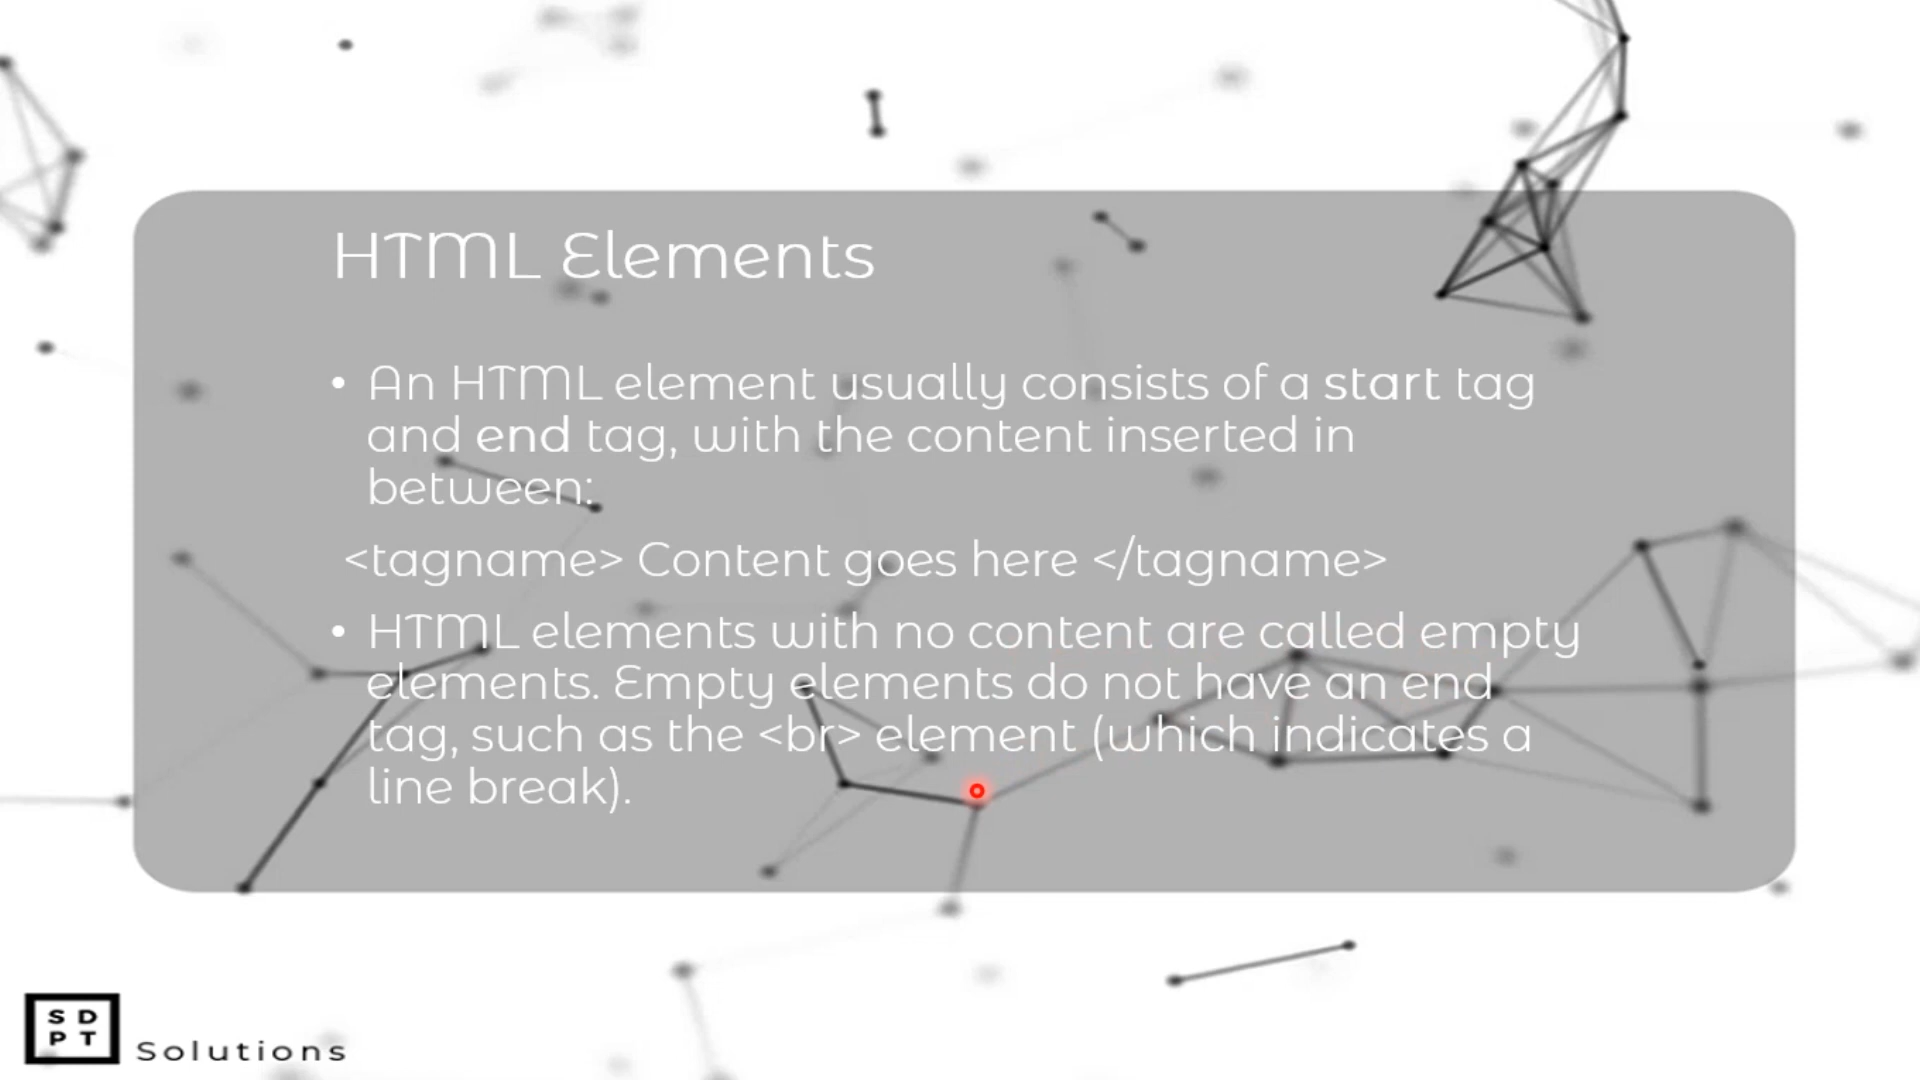 HTML Elements
• An HTML element usually consists of a start tag
and end tag, with the content inserted in
between:
<tagname> Content goes here </tagname>
• HTML elements with no content are called empty
elements. Empty elements do not have an end
tag, such as the <br> element (which indicates a
line break).
S D
P T
Solutions